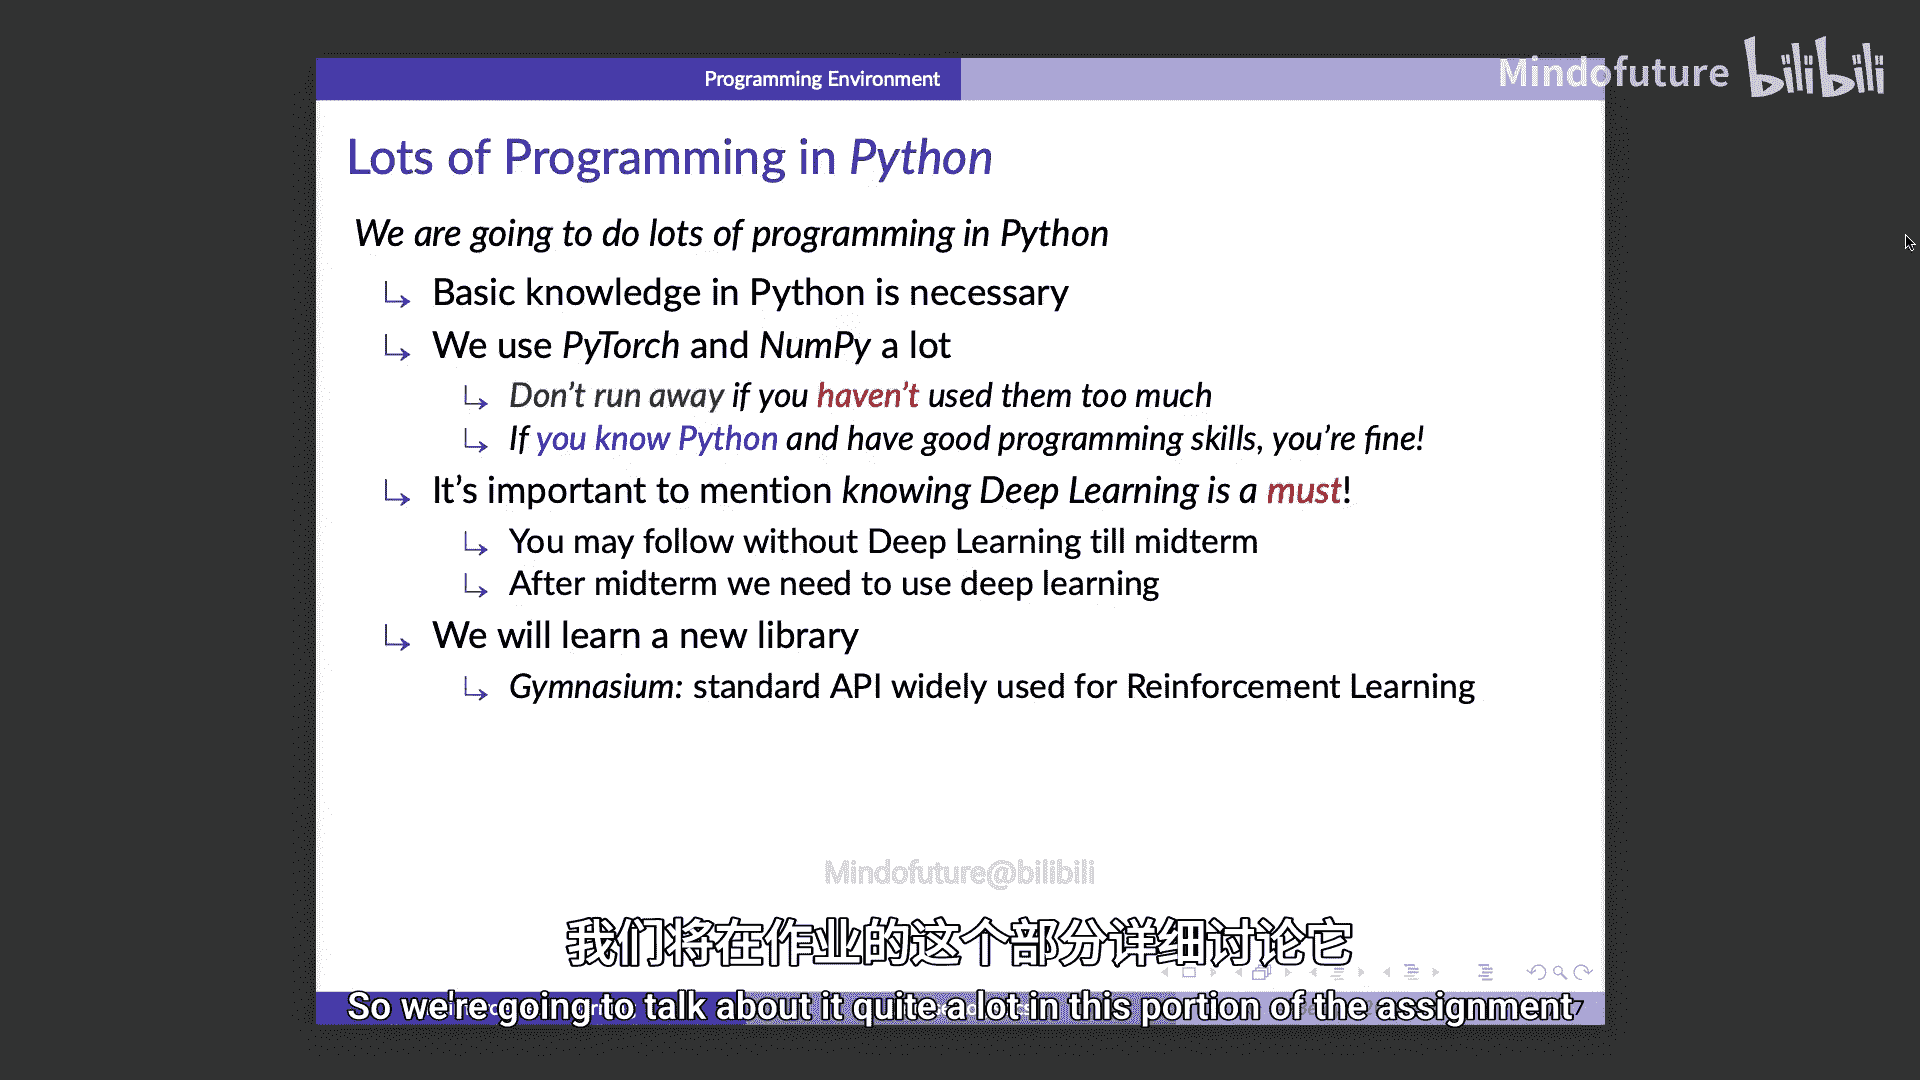 Programming Environment
Mindofuture bilibili
Lots of Programming in Python
We are going to do lots of programming in Python
Basic knowledge in Python is necessary
We use PyTorch and NumPy a lot
Don't run away if you haven't used them too much
If you know Python and have good programming skills, you're fine!
It's important to mention knowing Deep Learning is a must!
You may follow without Deep Learning till midterm
After midterm we need to use deep learning
We will learn a new library
Gymnasium: standard API widely used for Reinforcement Learning
Mindofuture@bilibili
我们将在作业的这个部分详细讨论它
So we're going to talk about it quite a lot in this portion of the assignment